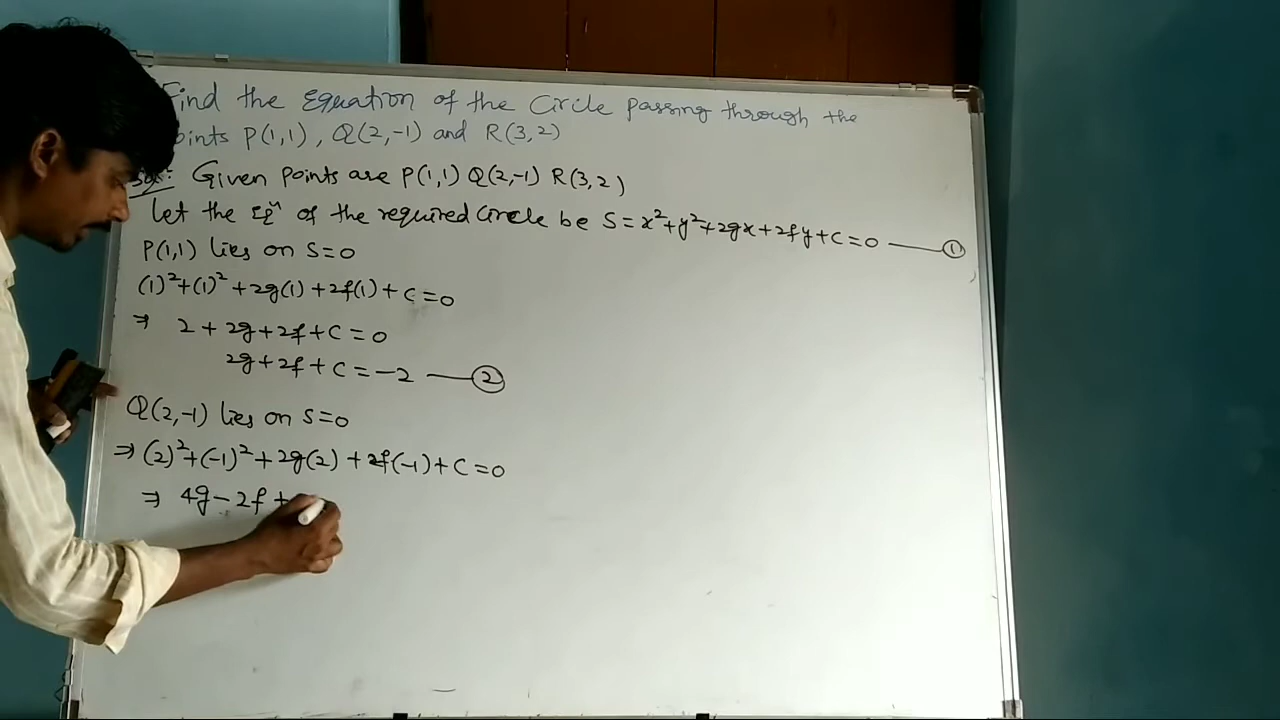 Find the Equation of the Circle passing through the
points P(1,1), Q(2,-1) and R(3,2)
Sol: Given points are P(1,1) Q(2,-1) R(3,2)
Let the Eqⁿ of the required circle be S = x²+y²+2gx+2fy+c=0 —— ①
P(1,1) lies on S=0
(1)²+(1)²+2g(1)+2f(1)+c=0
⇒ 2+2g+2f+c=0
2g+2f+c=-2 —— ②
Q(2,-1) lies on S=0
⇒ (2)²+(-1)²+2g(2)+2f(-1)+c=0
⇒ 4g-2f+